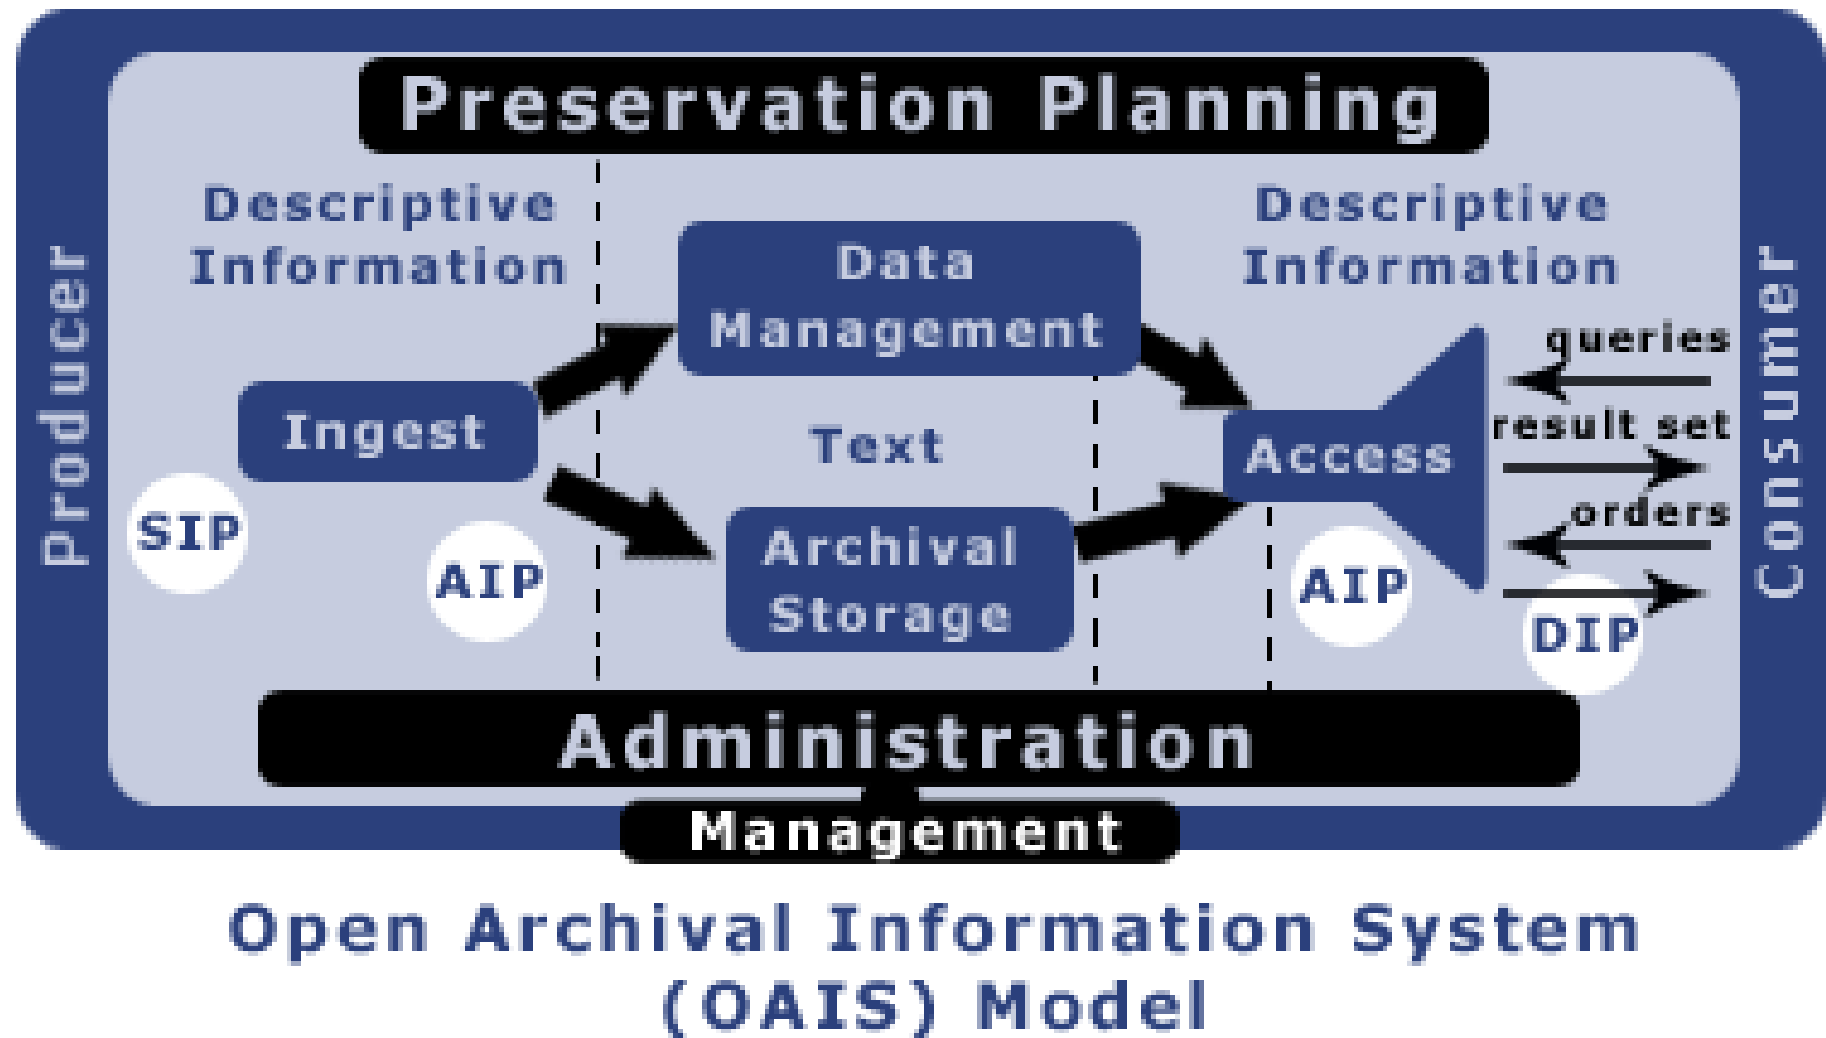 Preservation Planning
Descriptive
Information
Data
Management
Descriptive
Information
Producer
Ingest
Text
Access
queries
result set
orders
Consumer
SIP
AIP
Archival
Storage
AIP
DIP
Administration
Management
Open Archival Information System
(OAIS) Model